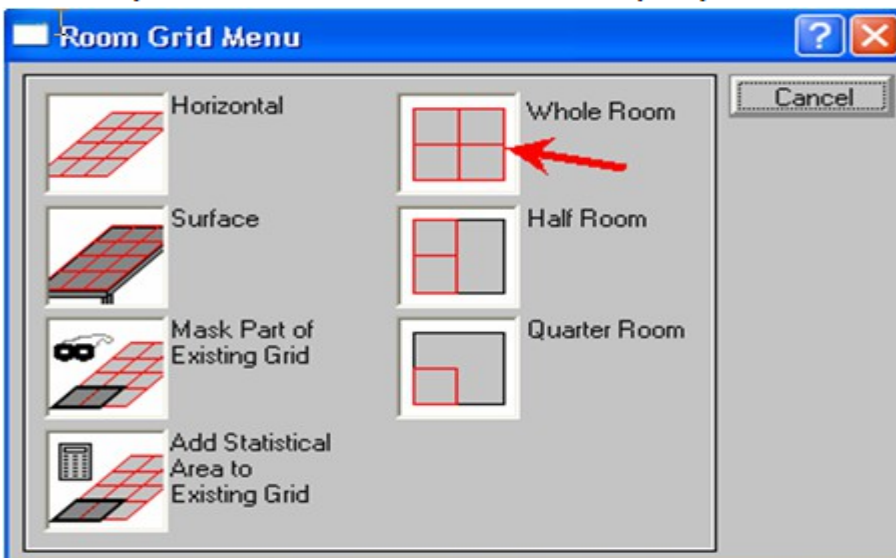 Room Grid Menu
Horizontal
Whole Room
Cancel
Surface
Half Room
Mask Part of
Existing Grid
Quarter Room
Add Statistical
Area to
Existing Grid